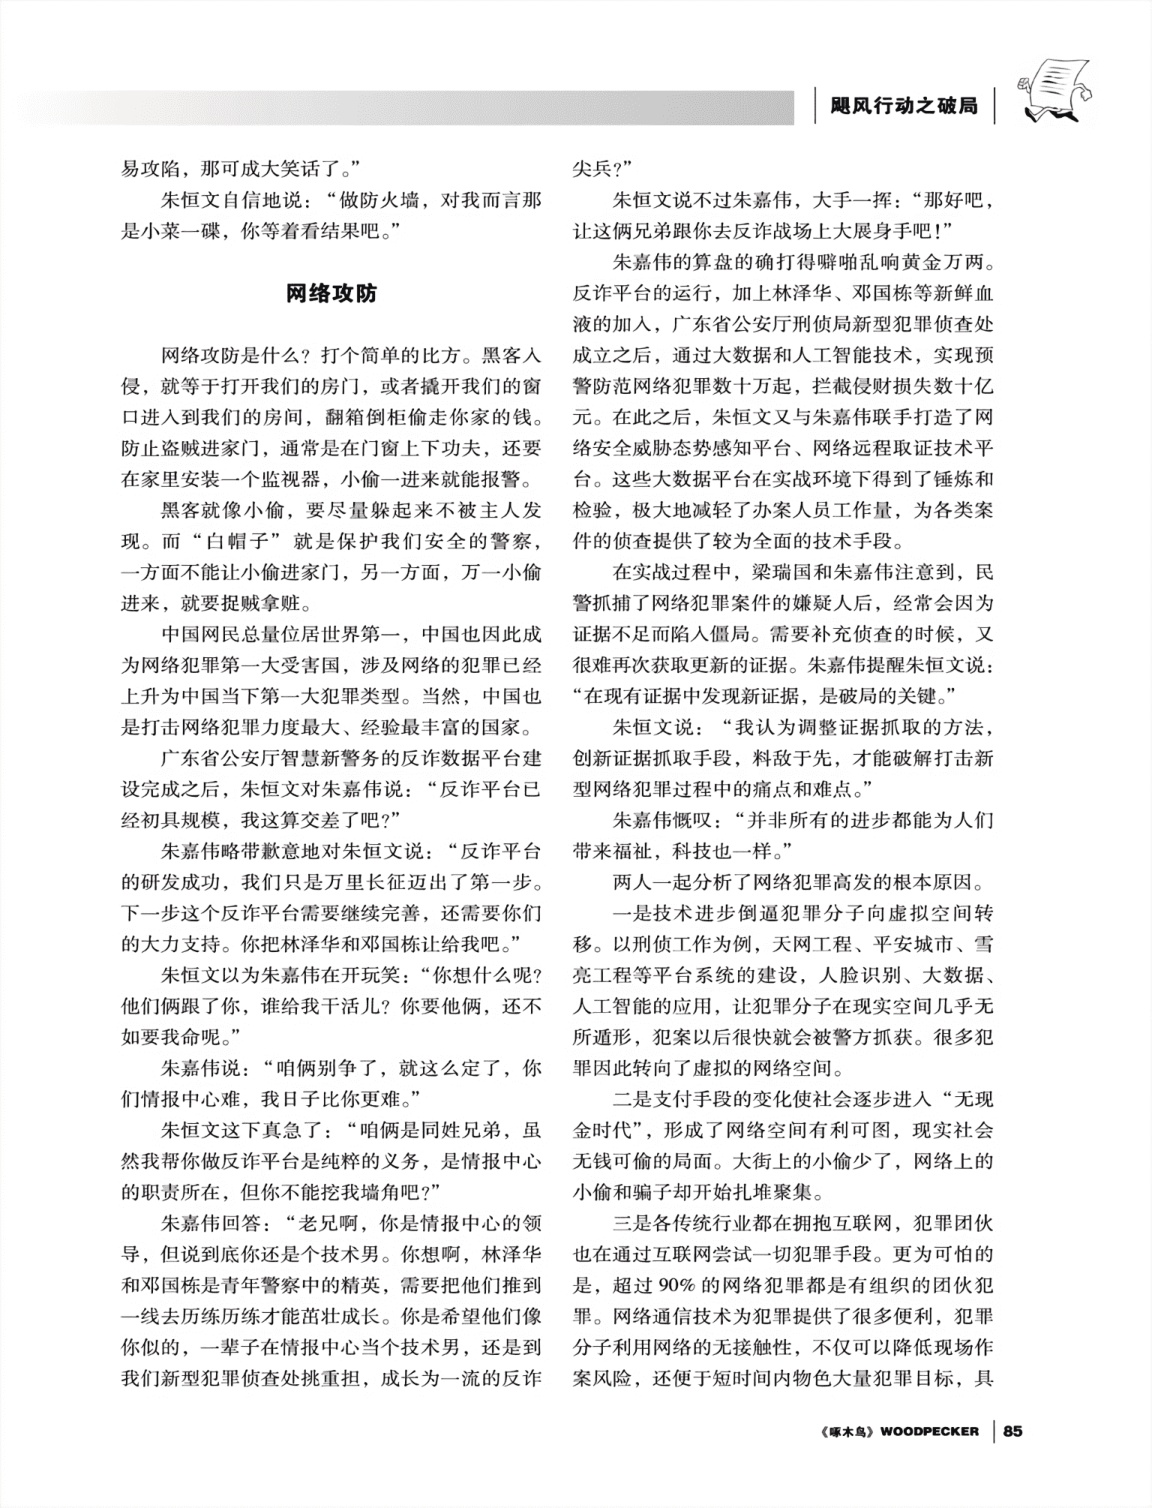 飓风行动之破局
易攻陷，那可成大笑话了。”
朱恒文自信地说：“做防火墙，对我而言那
是小菜一碟，你等着看结果吧。”
网络攻防
网络攻防是什么？打个简单的比方。黑客入
侵，就等于打开我们的房门，或者撬开我们的窗
口进入到我们的房间，翻箱倒柜偷走你家的钱。
防止盗贼进家门，通常是在门窗上下功夫，还要
在家里安装一个监视器，小偷一进来就能报警。
黑客就像小偷，要尽量躲起来不被主人发
现。而“白帽子”就是保护我们安全的警察，
一方面不能让小偷进家门，另一方面，万一小偷
进来，就要捉贼拿赃。
中国网民总量位居世界第一，中国也因此成
为网络犯罪第一大受害国，涉及网络的犯罪已经
上升为中国当下第一大犯罪类型。当然，中国也
是打击网络犯罪力度最大、经验最丰富的国家。
广东省公安厅智慧新警务的反诈数据平台建
设完成之后，朱恒文对朱嘉伟说：“反诈平台已
经初具规模，我这算交差了吧？”
朱嘉伟略带歉意地对朱恒文说：“反诈平台
的研发成功，我们只是万里长征迈出了第一步。
下一步这个反诈平台需要继续完善，还需要你们
的大力支持。你把林泽华和邓国栋让给我吧。”
朱恒文以为朱嘉伟在开玩笑：“你想什么呢？
他们俩跟了你，谁给我干活儿？你要他俩，还不
如要我命呢。”
朱嘉伟说：“咱俩别争了，就这么定了，你
们情报中心难，我日子比你更难。”
朱恒文这下真急了：“咱俩是同姓兄弟，虽
然我帮你做反诈平台是纯粹的义务，是情报中心
的职责所在，但你不能挖我墙角吧？”
朱嘉伟回答：“老兄啊，你是情报中心的领
导，但说到底你还是个技术男。你想啊，林泽华
和邓国栋是青年警察中的精英，需要把他们推到
一线去历练历练才能茁壮成长。你是希望他们像
你似的，一辈子在情报中心当个技术男，还是到
我们新型犯罪侦查处挑重担，成长为一流的反诈
尖兵？”
朱恒文说不过朱嘉伟，大手一挥：“那好吧，
让这俩兄弟跟你去反诈战场上大展身手吧！”
朱嘉伟的算盘的确打得噼啪乱响黄金万两。
反诈平台的运行，加上林泽华、邓国栋等新鲜血
液的加入，广东省公安厅刑侦局新型犯罪侦查处
成立之后，通过大数据和人工智能技术，实现预
警防范网络犯罪数十万起，拦截侵财损失数十亿
元。在此之后，朱恒文又与朱嘉伟联手打造了网
络安全威胁态势感知平台、网络远程取证技术平
台。这些大数据平台在实战环境下得到了锤炼和
检验，极大地减轻了办案人员工作量，为各类案
件的侦查提供了较为全面的技术手段。
在实战过程中，梁瑞国和朱嘉伟注意到，民
警抓捕了网络犯罪案件的嫌疑人后，经常会因为
证据不足而陷入僵局。需要补充侦查的时候，又
很难再次获取更新的证据。朱嘉伟提醒朱恒文说：
“在现有证据中发现新证据，是破局的关键。”
朱恒文说：“我认为调整证据抓取的方法，
创新证据抓取手段，料敌于先，才能破解打击新
型网络犯罪过程中的痛点和难点。”
朱嘉伟慨叹：“并非所有的进步都能为人们
带来福祉，科技也一样。”
两人一起分析了网络犯罪高发的根本原因。
一是技术进步倒逼犯罪分子向虚拟空间转
移。以刑侦工作为例，天网工程、平安城市、雪
亮工程等平台系统的建设，人脸识别、大数据、
人工智能的应用，让犯罪分子在现实空间几乎无
所遁形，犯案以后很快就会被警方抓获。很多犯
罪因此转向了虚拟的网络空间。
二是支付手段的变化使社会逐步进入“无现
金时代”，形成了网络空间有利可图，现实社会
无钱可偷的局面。大街上的小偷少了，网络上的
小偷和骗子却开始扎堆聚集。
三是各传统行业都在拥抱互联网，犯罪团伙
也在通过互联网尝试一切犯罪手段。更为可怕的
是，超过 90% 的网络犯罪都是有组织的团伙犯
罪。网络通信技术为犯罪提供了很多便利，犯罪
分子利用网络的无接触性，不仅可以降低现场作
案风险，还便于短时间内物色大量犯罪目标，具
《啄木鸟》WOODPECKER 85